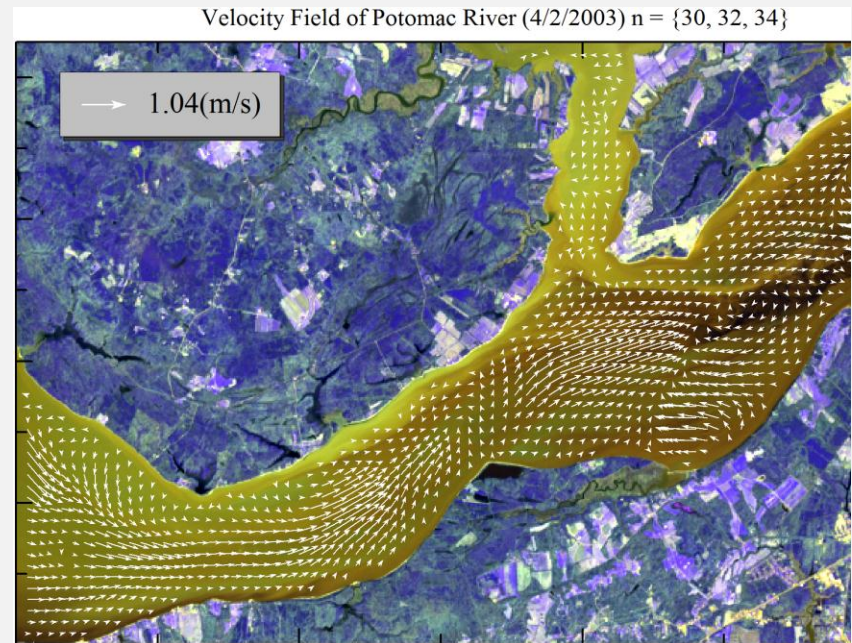 Velocity Field of Potomac River (4/2/2003) n = {30, 32, 34}
1.04(m/s)